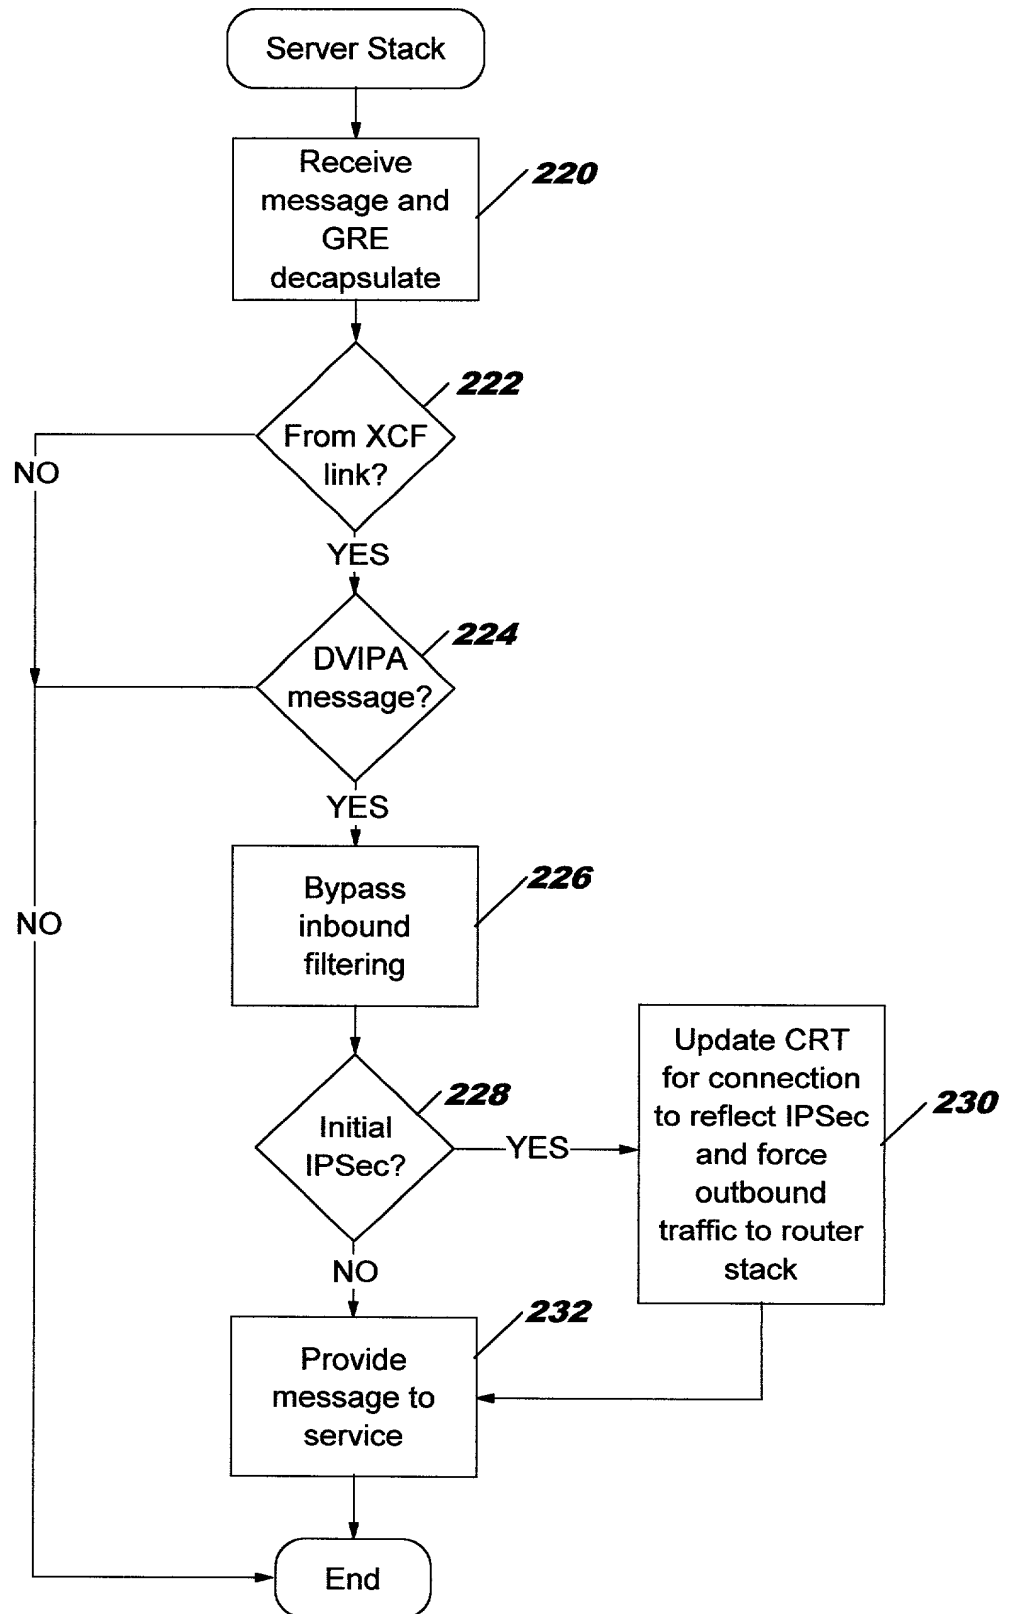 Server Stack
Receive
message and
GRE
decapsulate
220
From XCF
link?
222
NO
YES
DVIPA
message?
224
YES
NO
Bypass
inbound
filtering
226
Initial
IPSec?
228
YES
Update CRT
for connection
to reflect IPSec
and force
outbound
traffic to router
stack
230
NO
Provide
message to
service
232
End